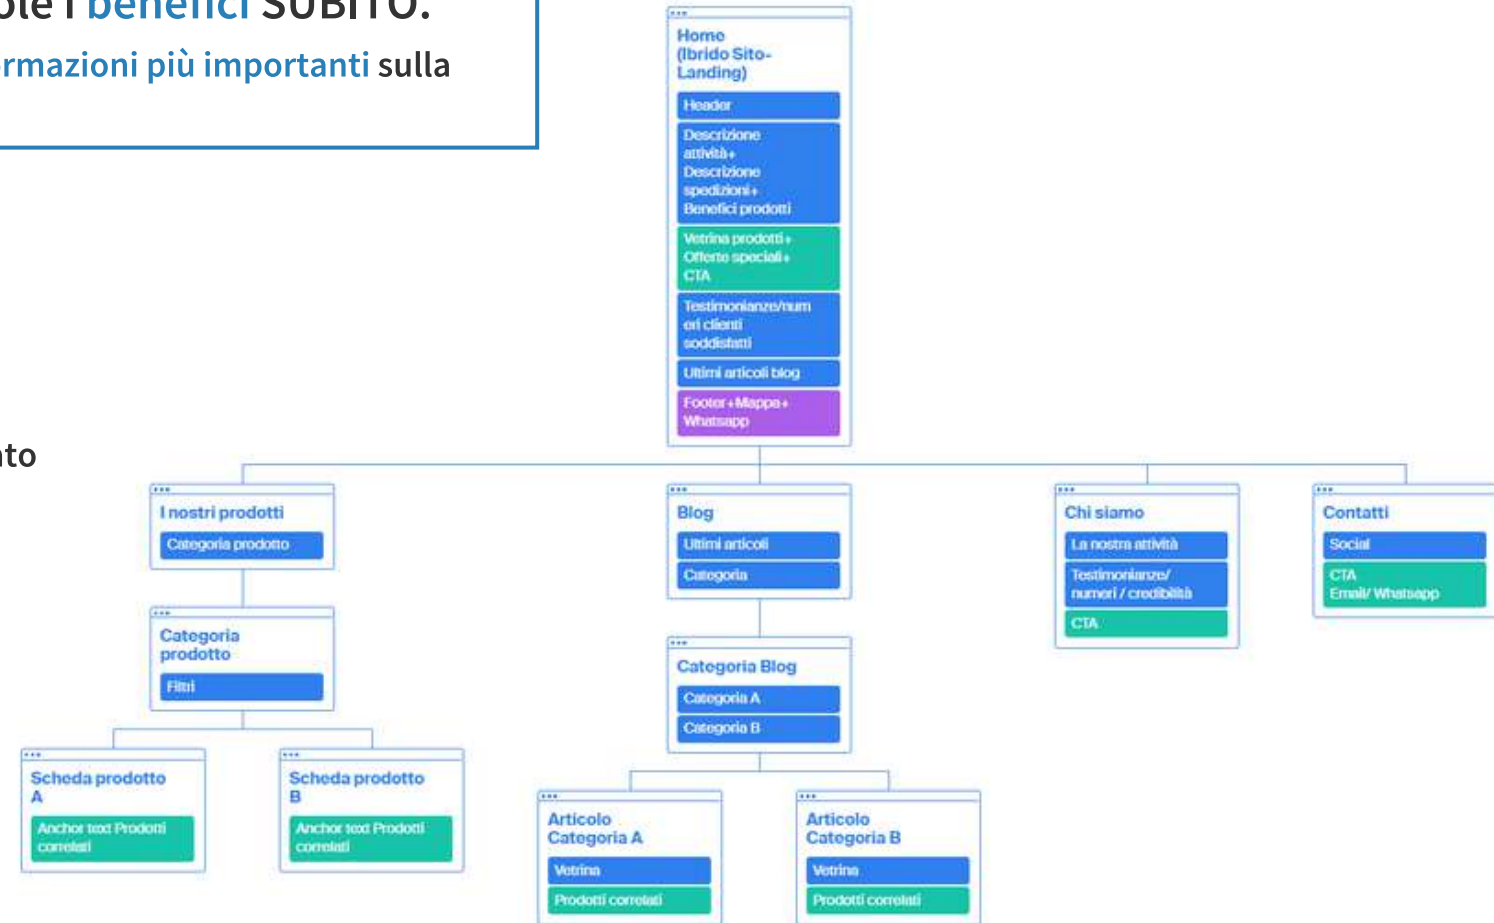 benefici SUBITO.
più importanti sulla
Home
(Ibrido Sito-
Landing)
Header
Descrizione
attività+
Descrizione
spedizioni+
Benefici prodotti
Vetrina prodotti+
Offerte speciali+
CTA
Testimonianze/num
eri clienti
soddisfatti
Ultimi articoli blog
Footer+Mappa+
Whatsapp
I nostri prodotti
Categoria prodotto
Blog
Ultimi articoli
Categoria
Chi siamo
La nostra attività
Testimonianze/
numeri / credibilità
CTA
Contatti
Social
CTA
Email/ Whatsapp
Categoria
prodotto
Filtri
Categoria Blog
Categoria A
Categoria B
Scheda prodotto
A
Anchor text Prodotti
correlati
Scheda prodotto
B
Anchor text Prodotti
correlati
Articolo
Categoria A
Vetrina
Prodotti correlati
Articolo
Categoria B
Vetrina
Prodotti correlati